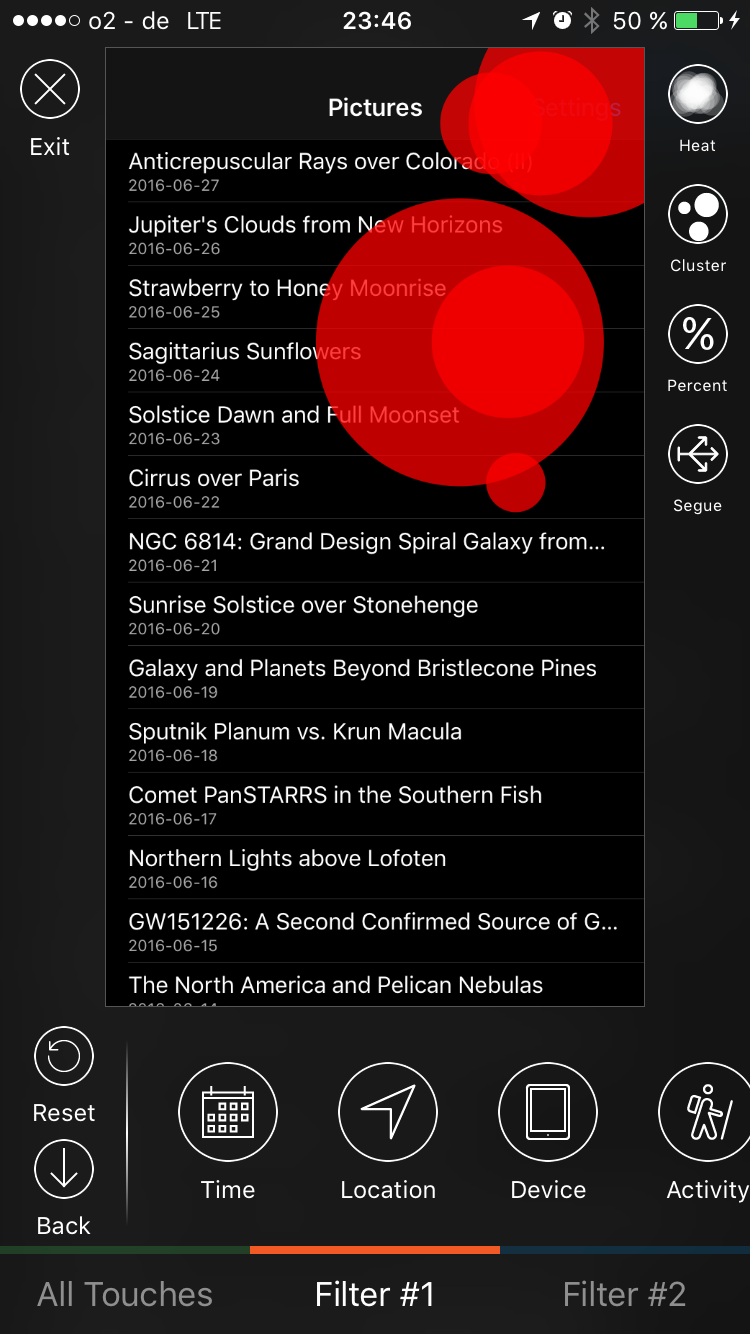 o2 - de LTE 23:46 50 %
Exit
Pictures
Settings
Heat
Cluster
Percent
Segue
Anticrepuscular Rays over Colorado (II)
2016-06-27
Jupiter's Clouds from New Horizons
2016-06-26
Strawberry to Honey Moonrise
2016-06-25
Sagittarius Sunflowers
2016-06-24
Solstice Dawn and Full Moonset
2016-06-23
Cirrus over Paris
2016-06-22
NGC 6814: Grand Design Spiral Galaxy from...
2016-06-21
Sunrise Solstice over Stonehenge
2016-06-20
Galaxy and Planets Beyond Bristlecone Pines
2016-06-19
Sputnik Planum vs. Krun Macula
2016-06-18
Comet PanSTARRS in the Southern Fish
2016-06-17
Northern Lights above Lofoten
2016-06-16
GW151226: A Second Confirmed Source of G...
2016-06-15
The North America and Pelican Nebulas
Reset
Back
Time
Location
Device
Activity
All Touches
Filter #1
Filter #2